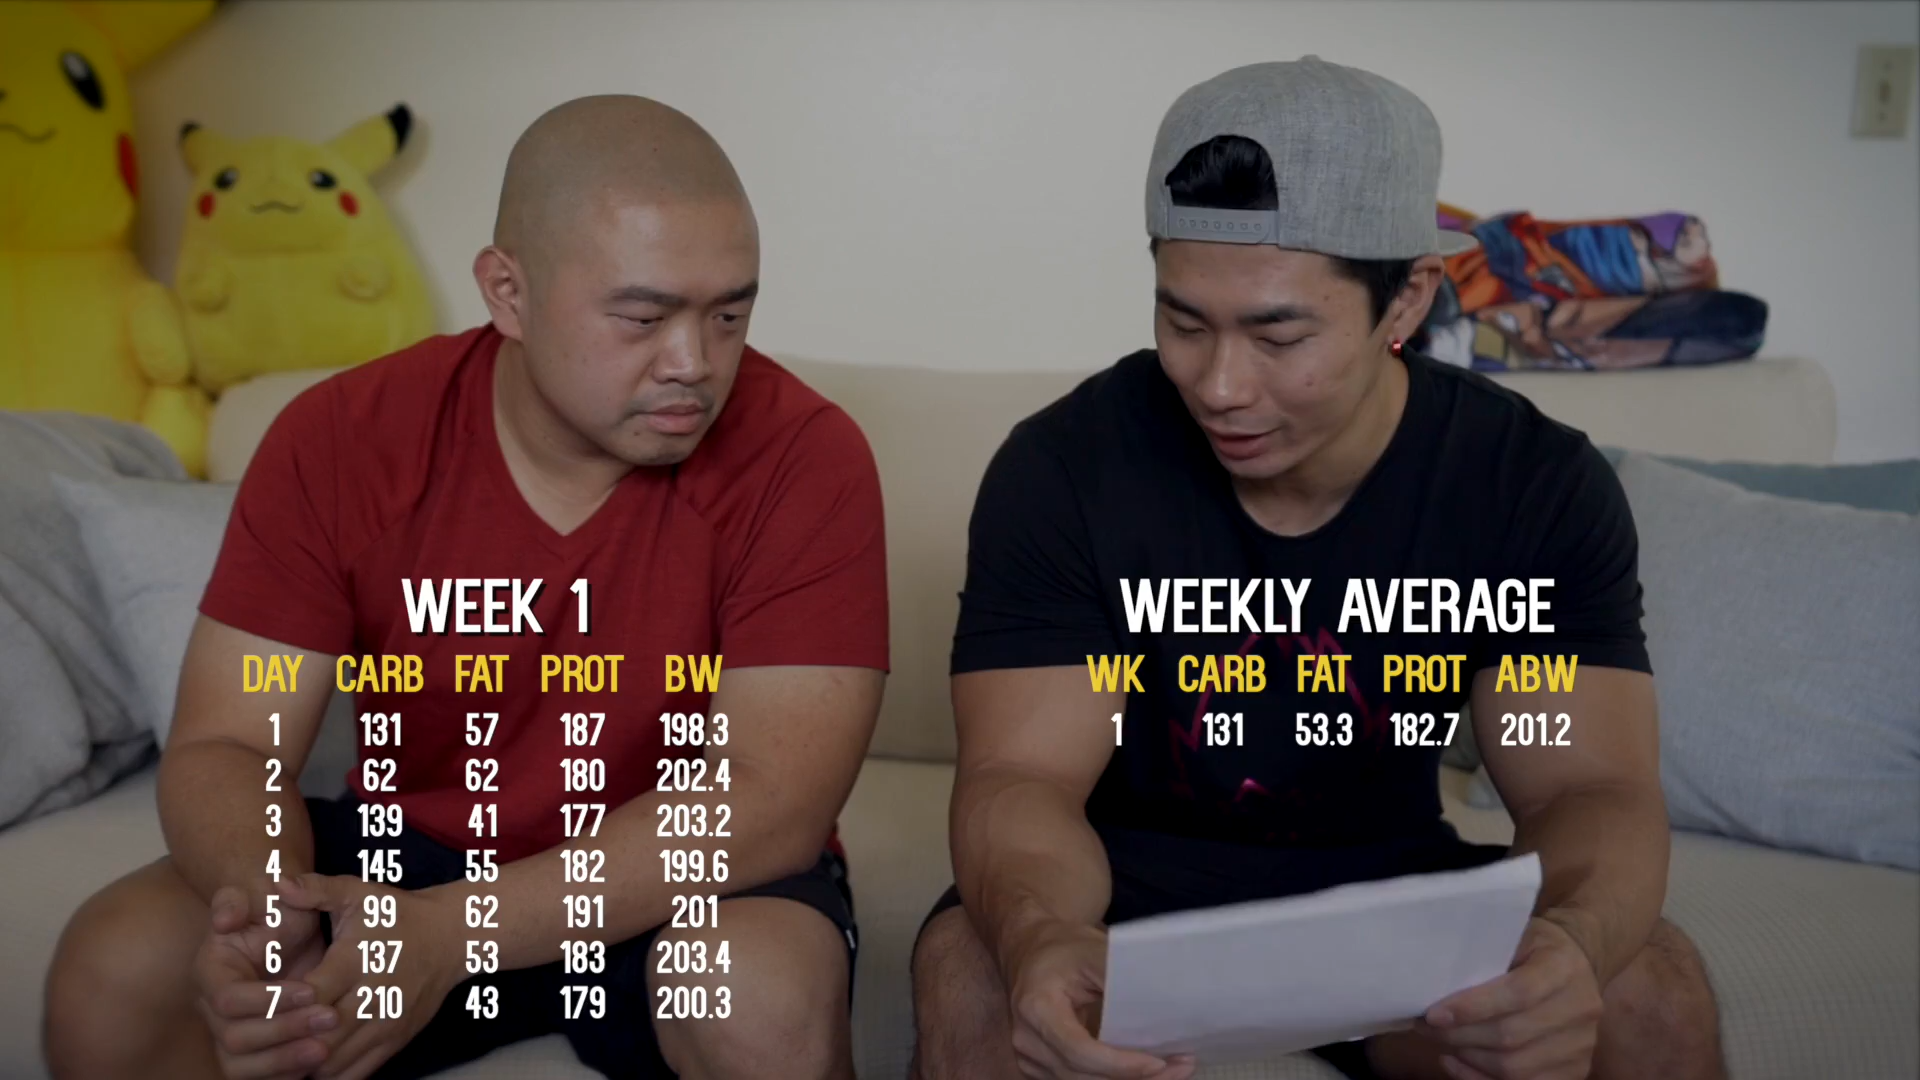 WEEK 1
DAY CARB FAT PROT BW
1 131 57 187 198.3
2 62 62 180 202.4
3 139 41 177 203.2
4 145 55 182 199.6
5 99 62 191 201
6 137 53 183 203.4
7 210 43 179 200.3
WEEKLY AVERAGE
WK CARB FAT PROT ABW
1 131 53.3 182.7 201.2